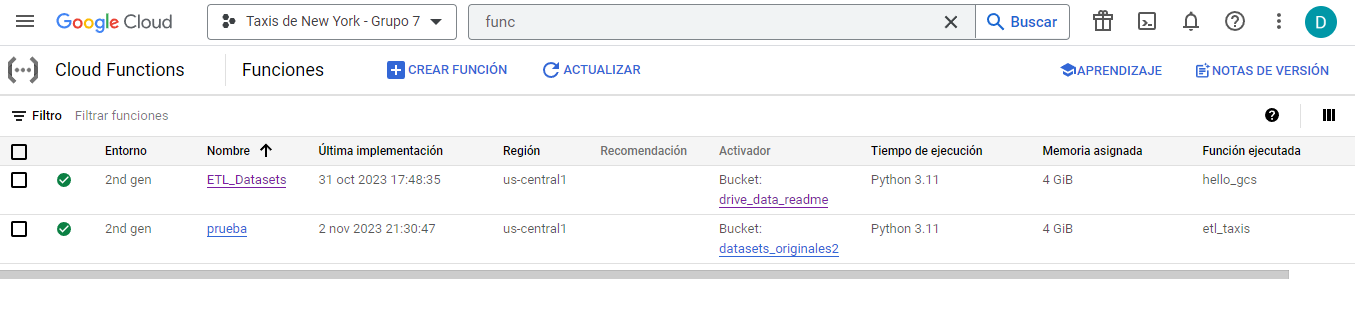 Google Cloud Taxis de New York - Grupo 7 func Buscar D
Cloud Functions Funciones CREAR FUNCIÓN ACTUALIZAR APRENDIZAJE NOTAS DE VERSIÓN
Filtro Filtrar funciones
Entorno Nombre Última implementación Región Recomendación Activador Tiempo de ejecución Memoria asignada Función ejecutada
2nd gen ETL_Datasets 31 oct 2023 17:48:35 us-central1 Bucket: Python 3.11 4 GiB hello_gcs
drive_data_readme
2nd gen prueba 2 nov 2023 21:30:47 us-central1 Bucket: Python 3.11 4 GiB etl_taxis
datasets_originales2